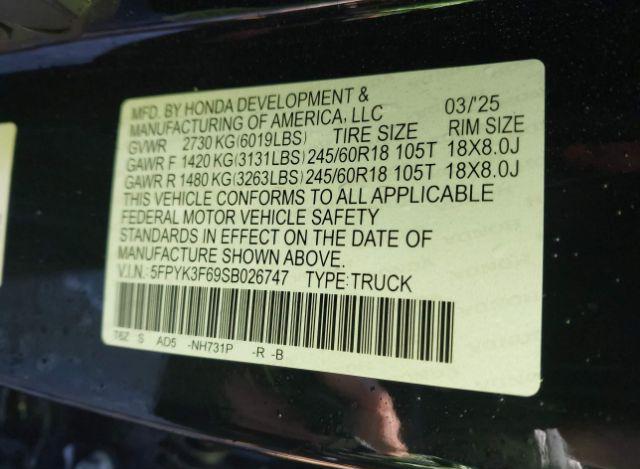 MFD. BY HONDA DEVELOPMENT &
MANUFACTURING OF AMERICA, LLC 03/'25
GVWR 2730 KG(6019LBS) TIRE SIZE RIM SIZE
GAWR F 1420 KG(3131LBS) 245/60R18 105T 18X8.0J
GAWR R 1480 KG(3263LBS) 245/60R18 105T 18X8.0J
THIS VEHICLE CONFORMS TO ALL APPLICABLE
FEDERAL MOTOR VEHICLE SAFETY
STANDARDS IN EFFECT ON THE DATE OF
MANUFACTURE SHOWN ABOVE.
V.I.N.: 5FPYK3F69SB026747 TYPE:TRUCK
T6Z S AD5 -NH731P -R -B